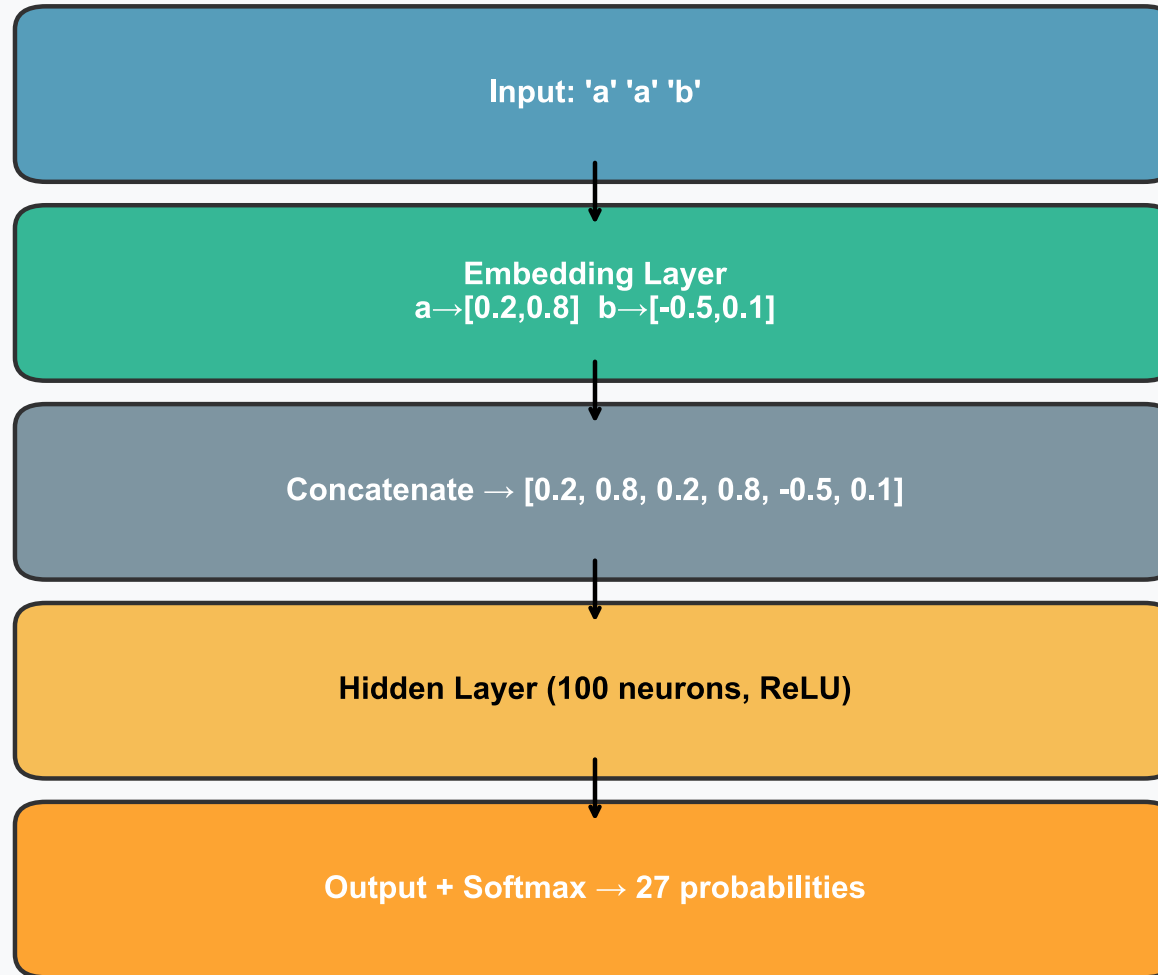 Input: 'a' 'a' 'b'
Embedding Layer
a→[0.2,0.8]  b→[-0.5,0.1]
Concatenate → [0.2, 0.8, 0.2, 0.8, -0.5, 0.1]
Hidden Layer (100 neurons, ReLU)
Output + Softmax → 27 probabilities